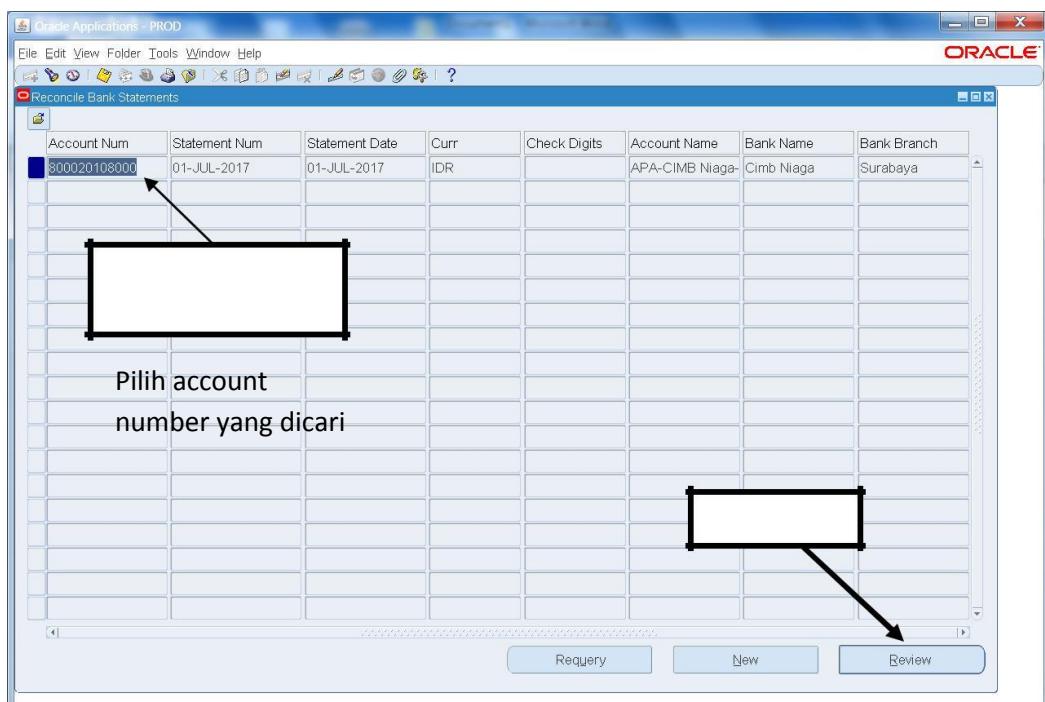 Oracle Applications - PROD
File Edit View Folder Tools Window Help
ORACLE
Reconcile Bank Statements
Account Num Statement Num Statement Date Curr Check Digits Account Name Bank Name Bank Branch
800020108000 01-JUL-2017 01-JUL-2017 IDR APA-CIMB Niaga- Cimb Niaga Surabaya
Pilih account
number yang dicari
Requery New Review